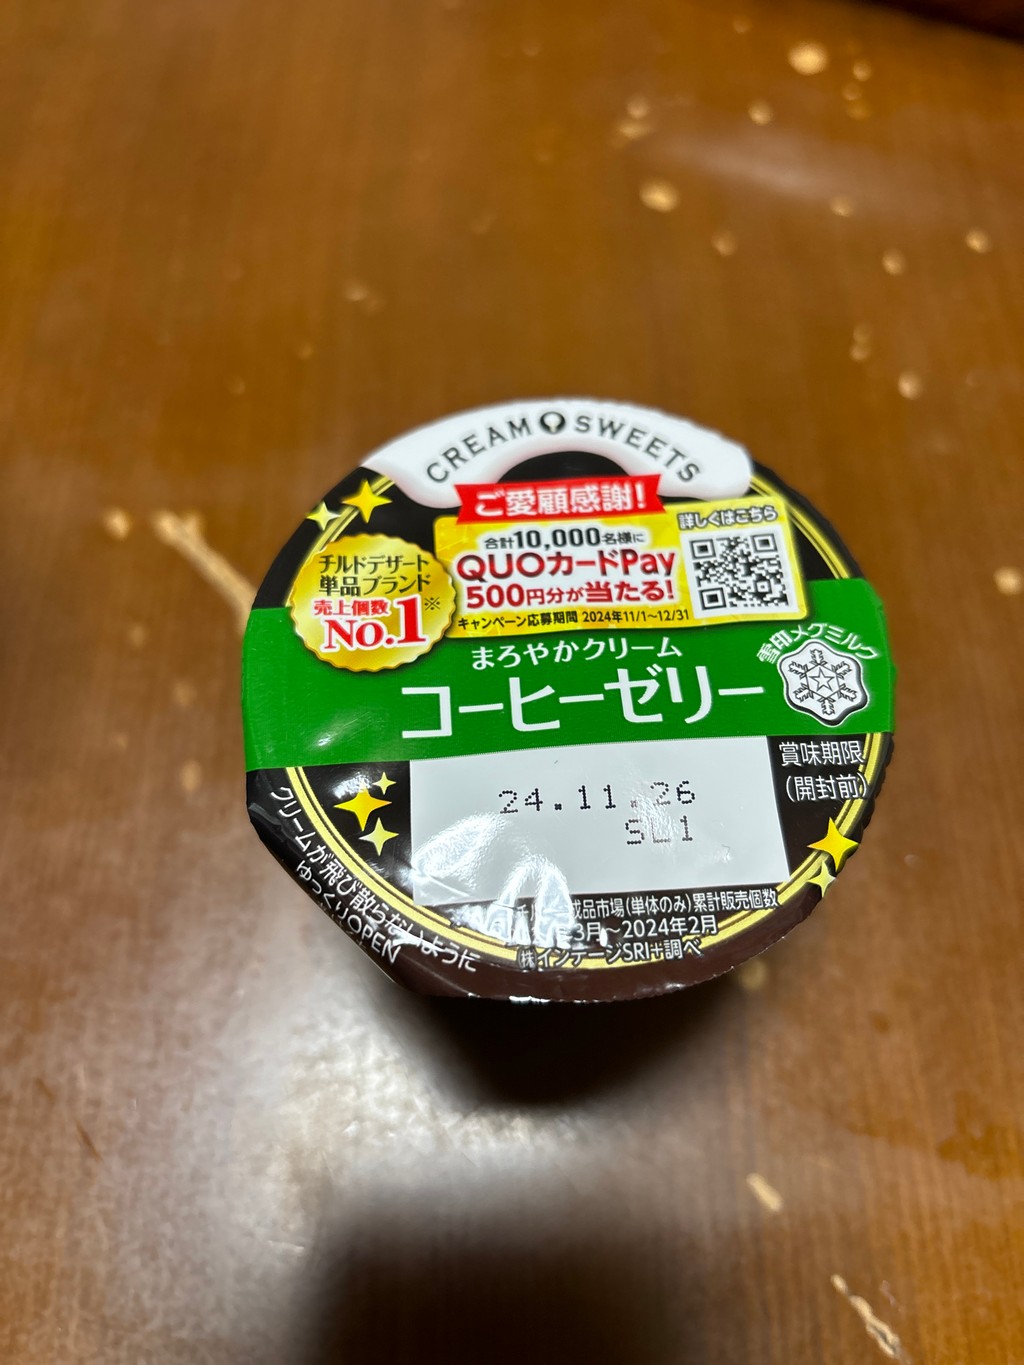 CREAM SWEETS
ご愛顧感謝!
詳しくはこちら
合計10,000名様に
QUOカードPay
500円分が当たる!
キャンペーン応募期間 2024年11/1~12/31
チルドデザート
単品ブランド
売上個数※
No.1
まろやかクリーム
コーヒーゼリー
雪印メグミルク
賞味期限
(開封前)
24.11.26
SL1
クリームが飛び散らないように
ゆっくりOPEN
成品市場(単体のみ)累計販売個数
3月~2024年2月
㈱インテージSRI+調べ